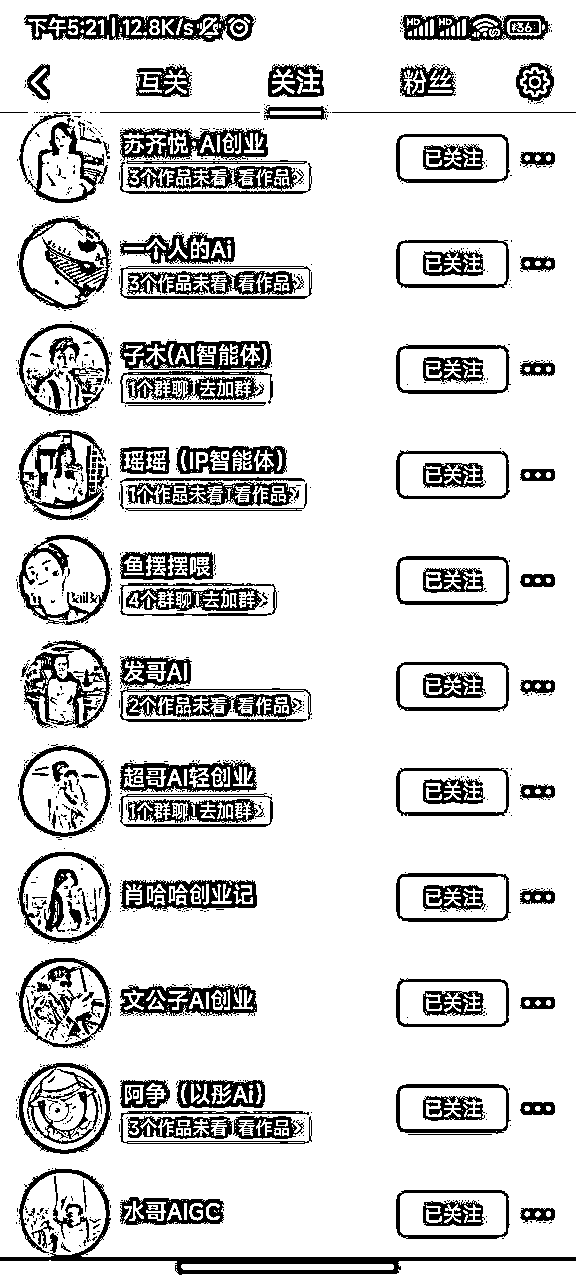 下午5:21 | 12.8K/s
HD HD 36
互关 关注 粉丝
苏齐悦·AI创业
3个作品未看 | 看作品 >
已关注
一个人的Ai
3个作品未看 | 看作品 >
已关注
子木(AI智能体)
1个群聊 | 去加群 >
已关注
瑶瑶（IP智能体）
1个作品未看 | 看作品 >
已关注
鱼摆摆喂
4个群聊 | 去加群 >
已关注
发哥AI
2个作品未看 | 看作品 >
已关注
超哥AI轻创业
1个群聊 | 去加群 >
已关注
肖哈哈创业记
已关注
文公子AI创业
已关注
阿争（以彤Ai）
3个作品未看 | 看作品 >
已关注
水哥AIGC
已关注